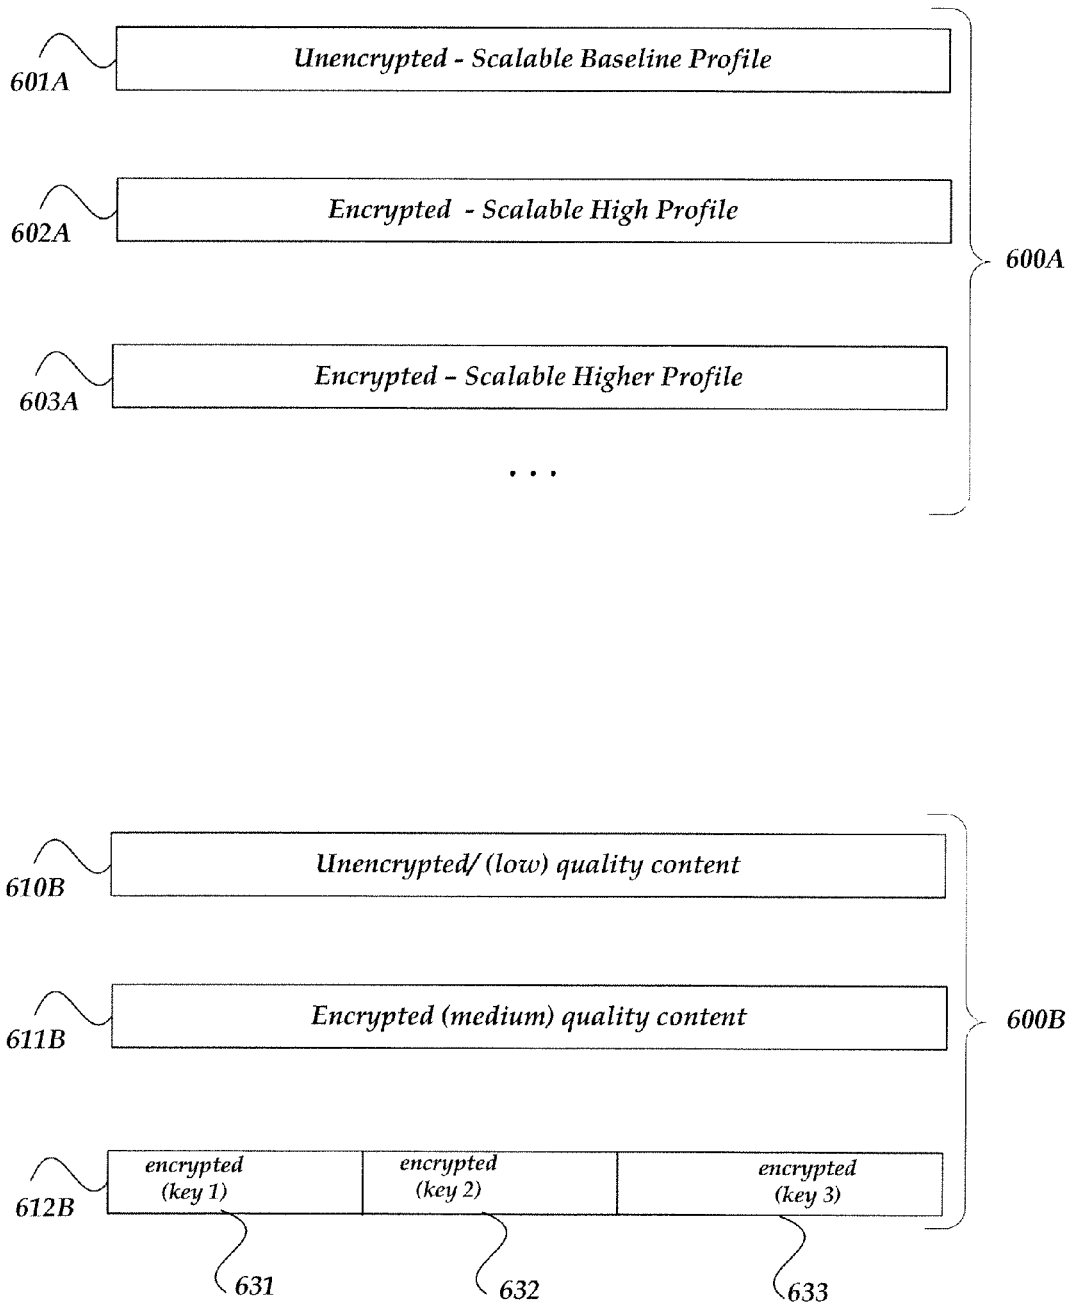 Unencrypted - Scalable Baseline Profile
601A
Encrypted - Scalable High Profile
602A
600A
Encrypted – Scalable Higher Profile
603A
. . .
Unencrypted/ (low) quality content
610B
Encrypted (medium) quality content
611B
600B
encrypted
(key 1)
encrypted
(key 2)
encrypted
(key 3)
612B
631
632
633